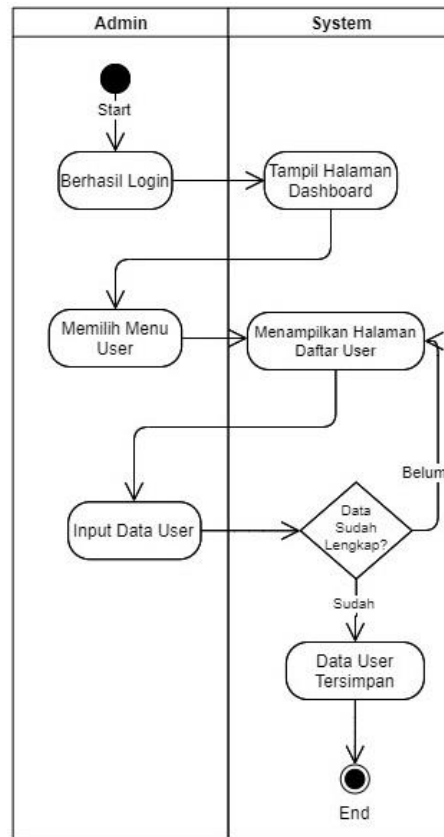 Admin
System
Start
Berhasil Login
Tampil Halaman
Dashboard
Memilih Menu
User
Menampilkan Halaman
Daftar User
Belum
Input Data User
Data
Sudah
Lengkap?
Sudah
Data User
Tersimpan
End